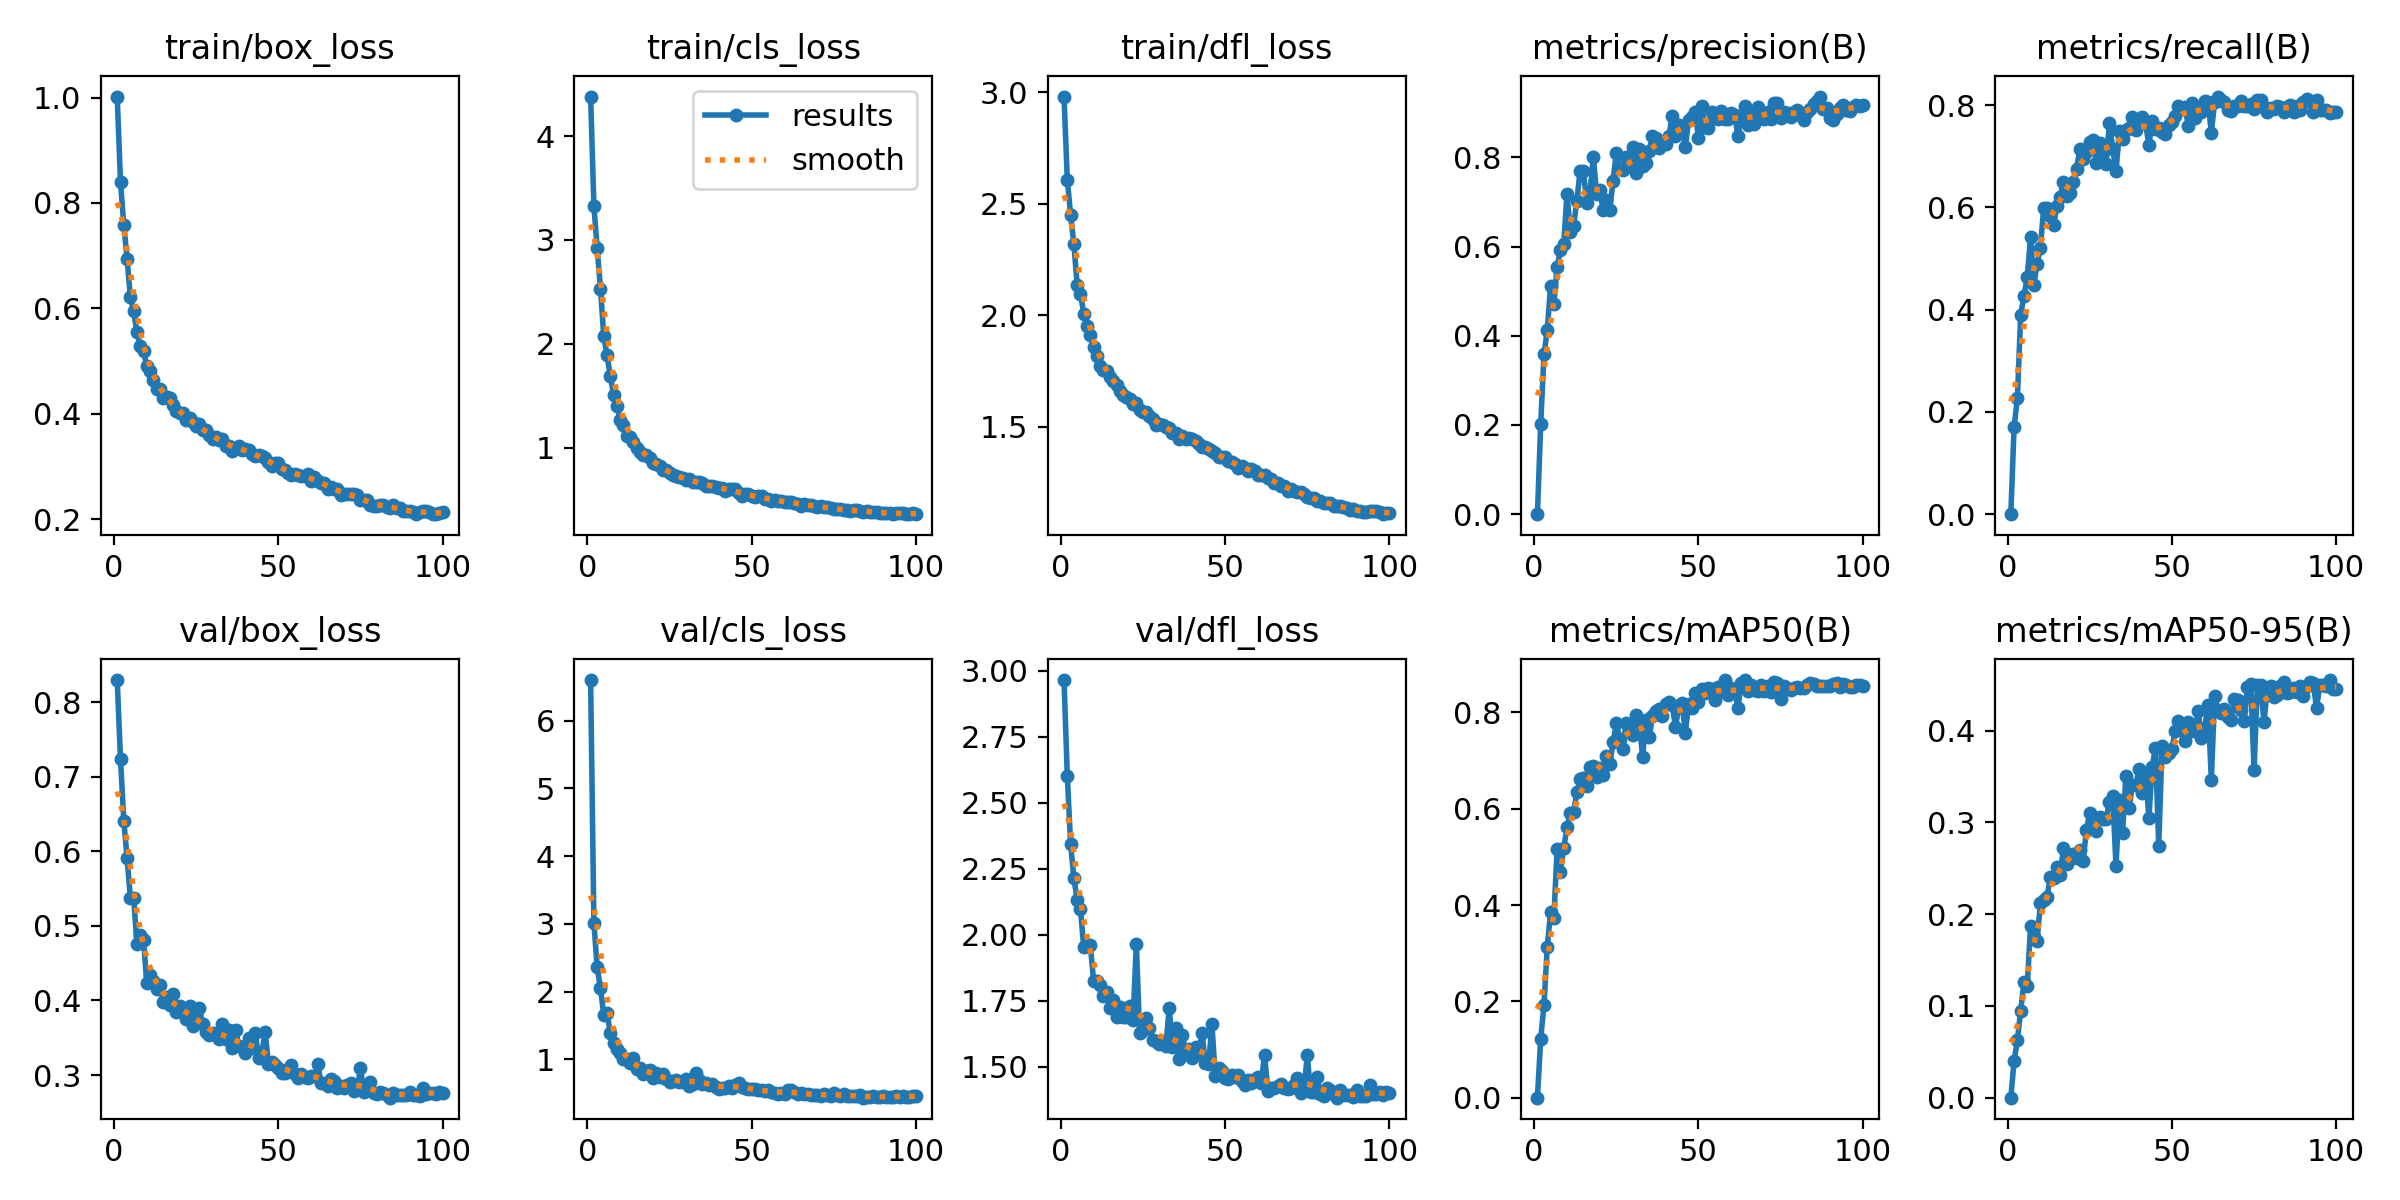 train/box_loss
1.0
0.8
0.6
0.4
0.2
0 50 100
train/cls_loss
results
smooth
4
3
2
1
0 50 100
train/dfl_loss
3.0
2.5
2.0
1.5
0 50 100
metrics/precision(B)
0.8
0.6
0.4
0.2
0.0
0 50 100
metrics/recall(B)
0.8
0.6
0.4
0.2
0.0
0 50 100
val/box_loss
0.8
0.7
0.6
0.5
0.4
0.3
0 50 100
val/cls_loss
6
5
4
3
2
1
0 50 100
val/dfl_loss
3.00
2.75
2.50
2.25
2.00
1.75
1.50
0 50 100
metrics/mAP50(B)
0.8
0.6
0.4
0.2
0.0
0 50 100
metrics/mAP50-95(B)
0.4
0.3
0.2
0.1
0.0
0 50 100